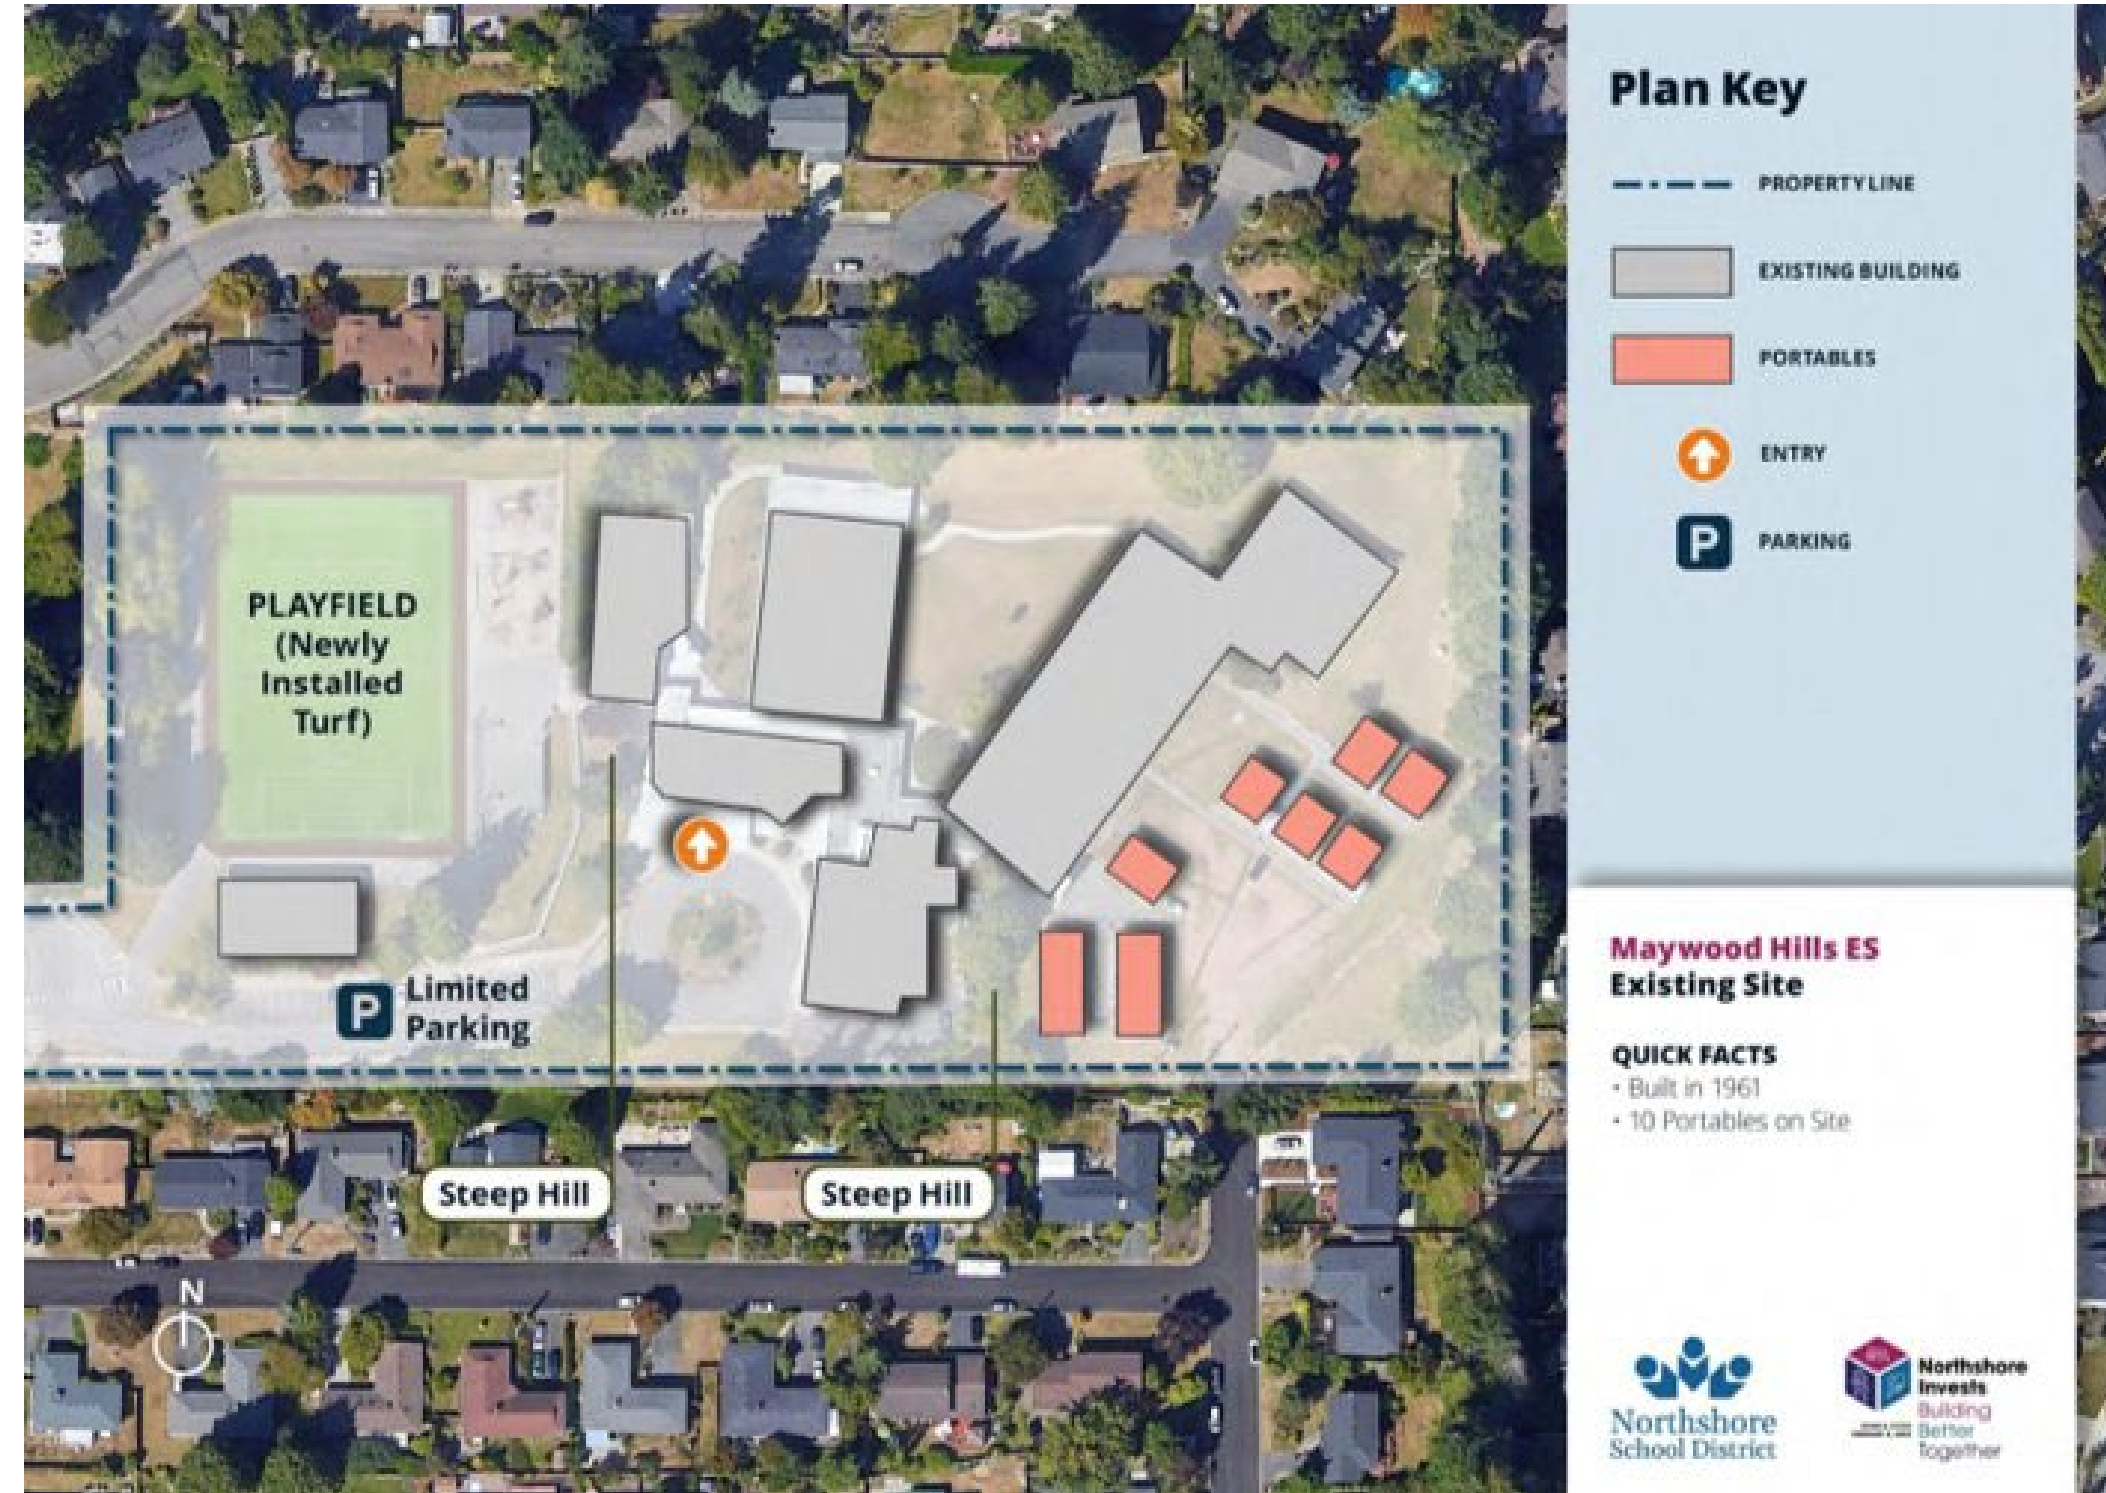 Plan Key
PROPERTY LINE
EXISTING BUILDING
PORTABLES
ENTRY
P
PARKING
PLAYFIELD
(Newly
Installed
Turf)
P
Limited
Parking
Steep Hill
Steep Hill
N
Maywood Hills ES
Existing Site
QUICK FACTS
• Built in 1961
• 10 Portables on Site
Northshore
School District
Northshore
Invests
Building
Better
Together